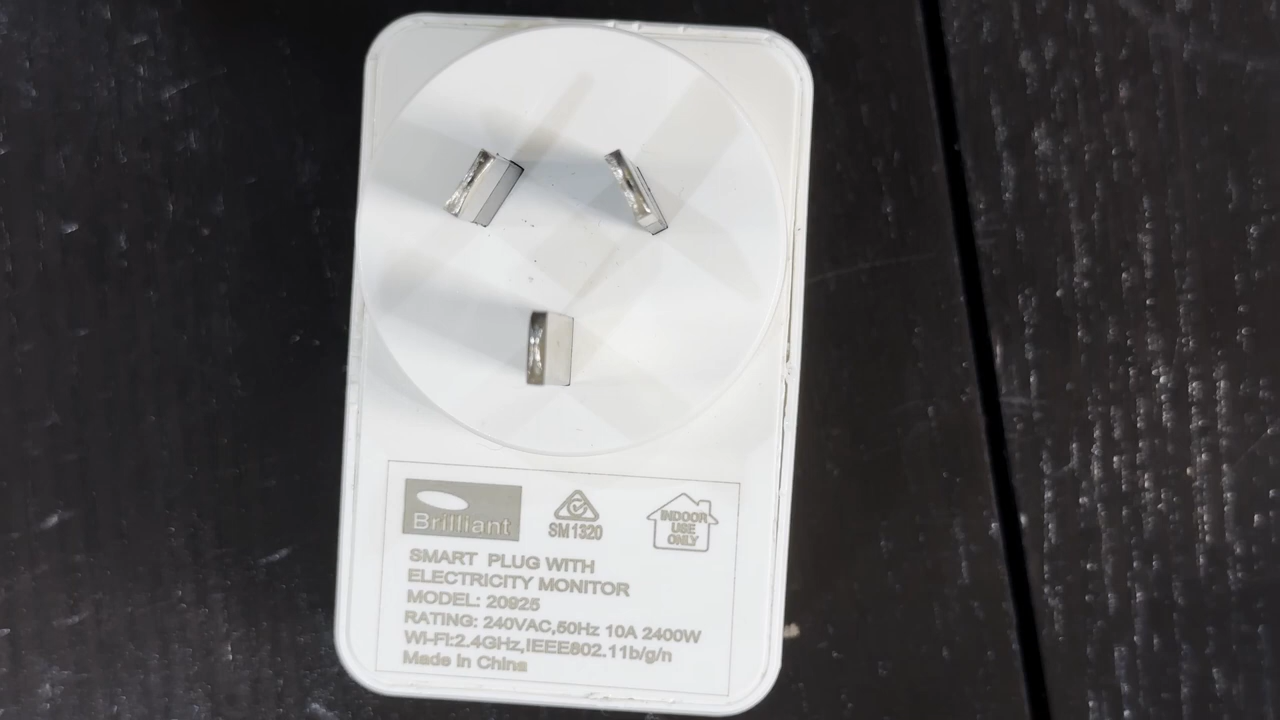 Brilliant
SM1320
INDOOR
USE
ONLY
SMART PLUG WITH
ELECTRICITY MONITOR
MODEL: 20925
RATING: 240VAC,50Hz 10A 2400W
Wi-Fi:2.4GHz,IEEE802.11b/g/n
Made in China